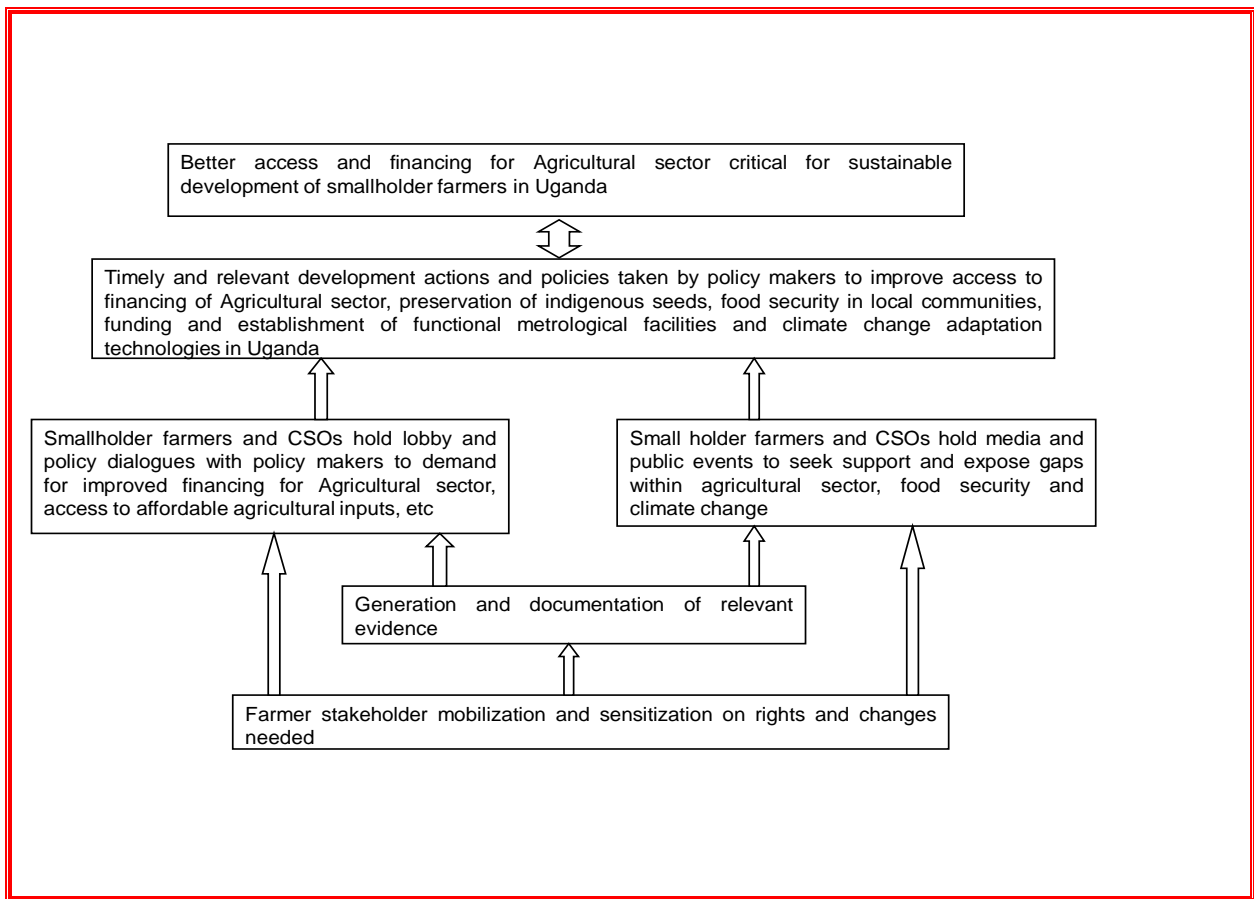 Better access and financing for Agricultural sector critical for sustainable
development of smallholder farmers in Uganda
Timely and relevant development actions and policies taken by policy makers to improve access to
financing of Agricultural sector, preservation of indigenous seeds, food security in local communities,
funding and establishment of functional metrological facilities and climate change adaptation
technologies in Uganda
Smallholder farmers and CSOs hold lobby and
policy dialogues with policy makers to demand
for improved financing for Agricultural sector,
access to affordable agricultural inputs, etc
Small holder farmers and CSOs hold media and
public events to seek support and expose gaps
within agricultural sector, food security and
climate change
Generation and documentation of relevant
evidence
Farmer stakeholder mobilization and sensitization on rights and changes
needed